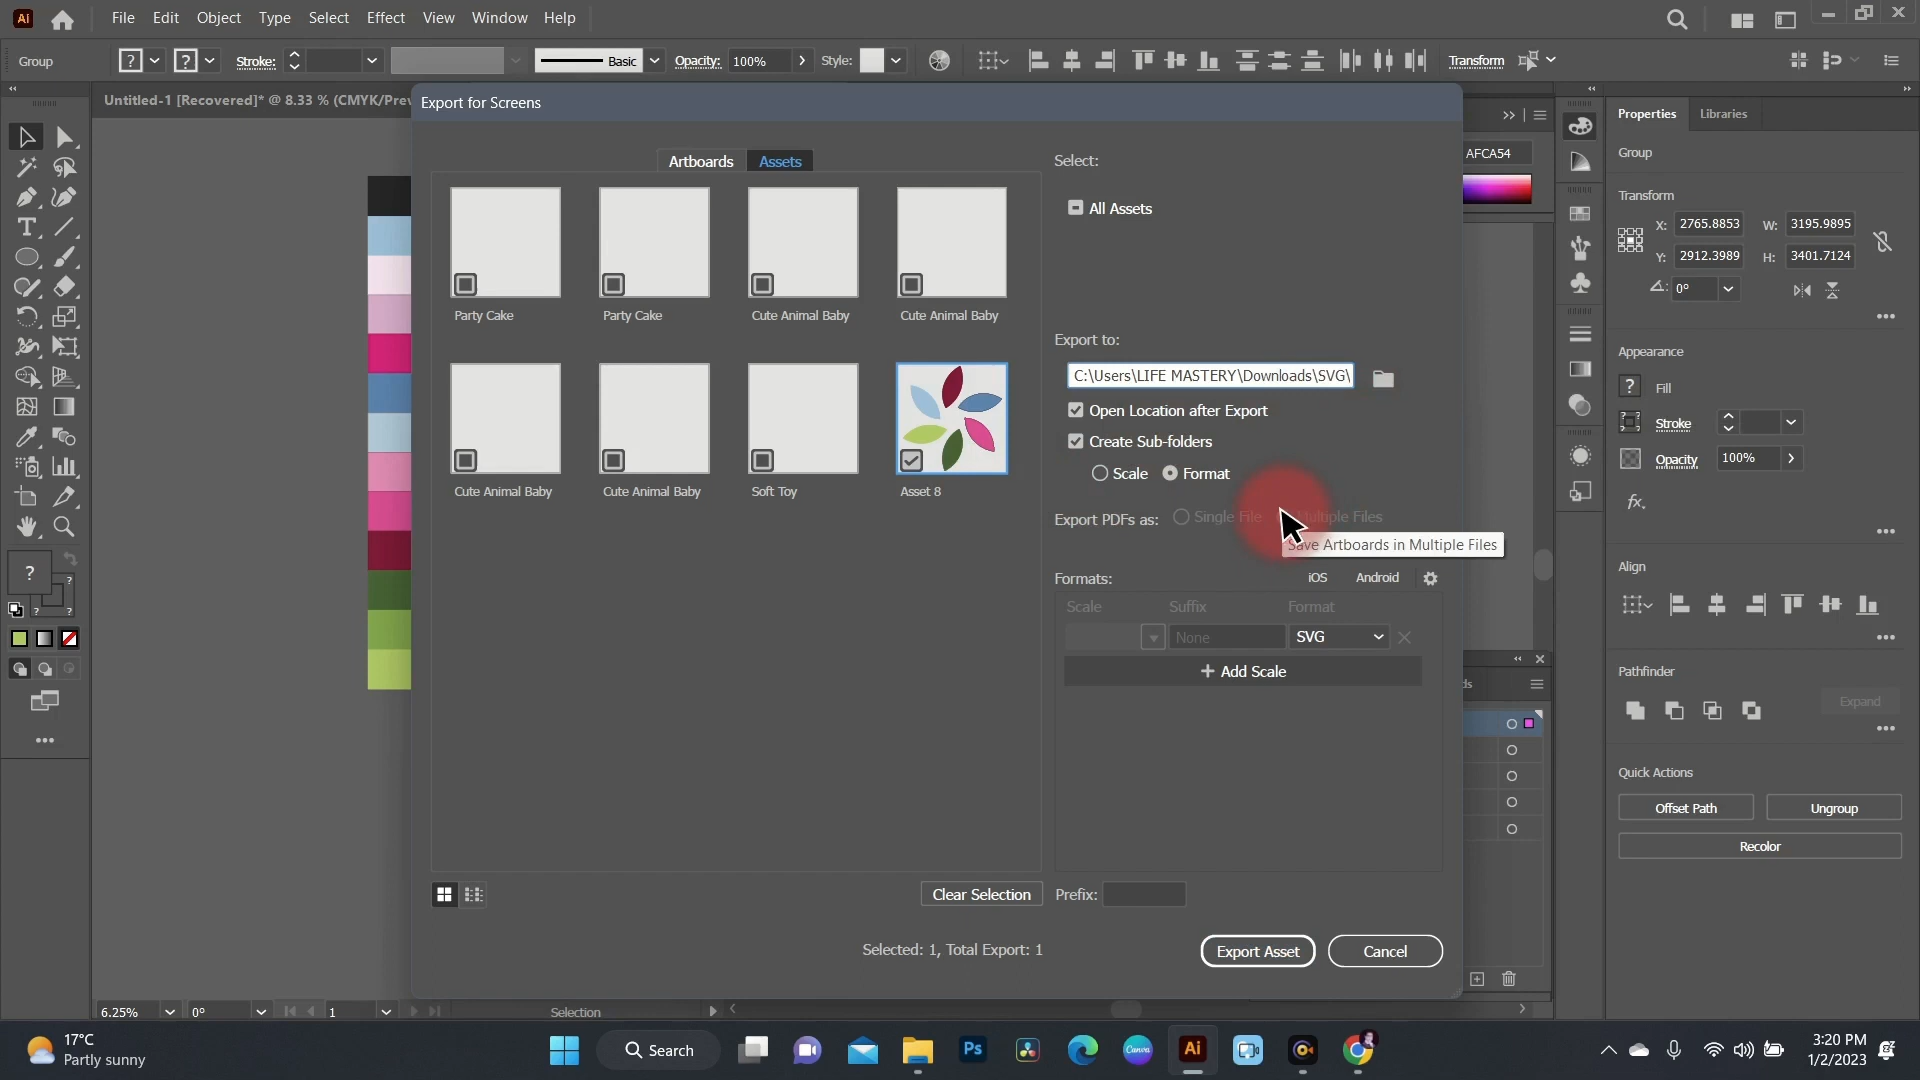 Ai File Edit Object Type Select Effect View Window Help
Group ? ? Stroke: Basic Opacity: 100% Style: Transform
Untitled-1 [Recovered]* @ 8.33 % (CMYK/Prev
Export for Screens
Artboards Assets
Party Cake Party Cake Cute Animal Baby Cute Animal Baby
Cute Animal Baby Cute Animal Baby Soft Toy Asset 8
Clear Selection
Selected: 1, Total Export: 1
Select:
All Assets
Export to:
C:\Users\LIFE MASTERY\Downloads\SVG\
Open Location after Export
Create Sub-folders
Scale Format
Export PDFs as: Single File Multiple Files
Save Artboards in Multiple Files
Formats: iOS Android
Scale Suffix Format
None SVG
+ Add Scale
Prefix:
Export Asset Cancel
AFCA54
ds
Properties Libraries
Group
Transform
X: 2765.8853 W: 3195.9895
Y: 2912.3989 H: 3401.7124
0°
Appearance
? Fill
Stroke
Opacity 100%
fx
Align
Pathfinder
Expand
Quick Actions
Offset Path Ungroup
Recolor
?
?
? ?
6.25% 0° 1 Selection
17°C
Partly sunny
Search
Ps
Canva
Ai
3:20 PM
1/2/2023